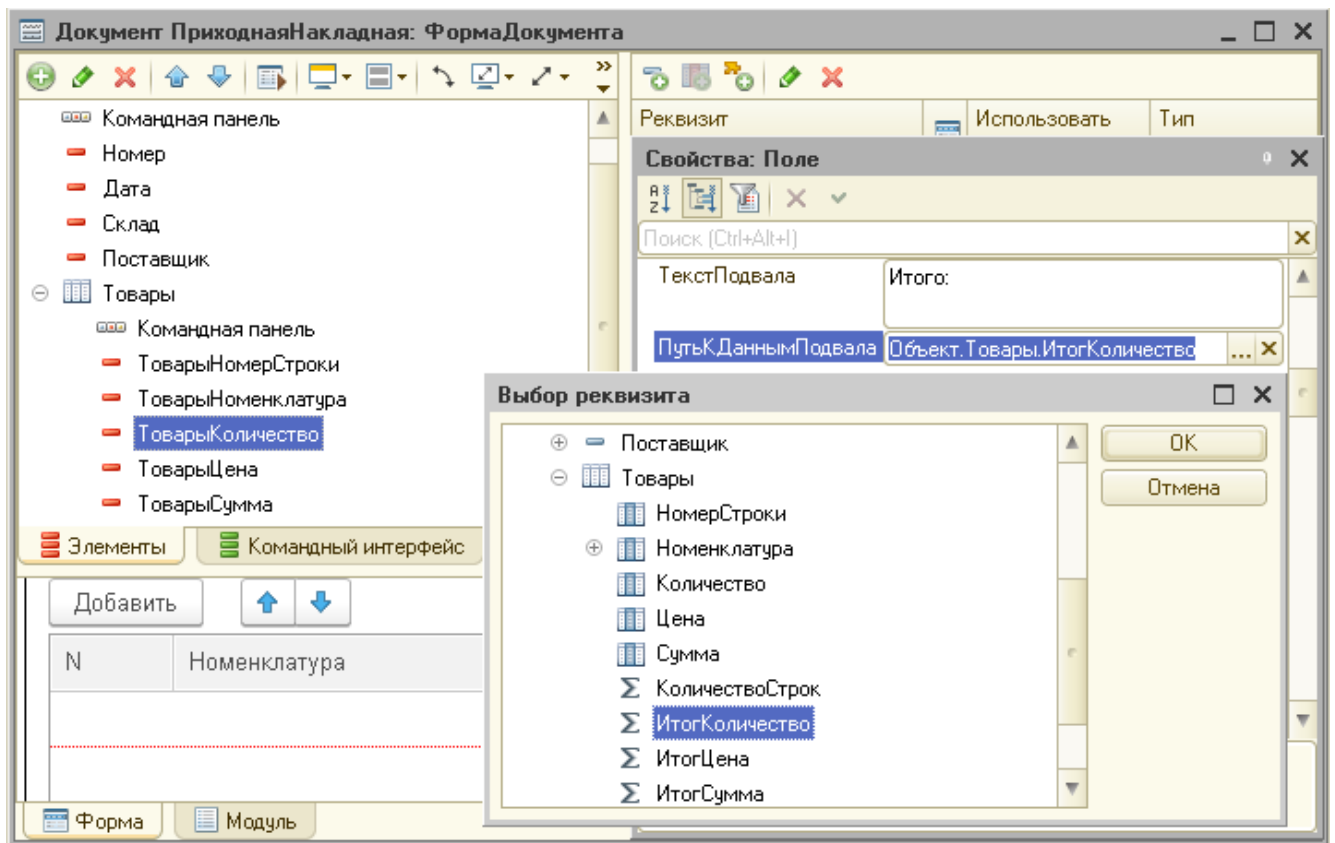 Документ ПриходнаяНакладная: ФормаДокумента
Командная панель
Номер
Дата
Склад
Поставщик
Товары
Командная панель
ТоварыНомерСтроки
ТоварыНоменклатура
ТоварыКоличество
ТоварыЦена
ТоварыСумма
Элементы
Командный интерфейс
Добавить
N
Номенклатура
Форма
Модуль
Реквизит
Использовать
Тип
Свойства: Поле
Поиск (Ctrl+Alt+I)
ТекстПодвала
Итого:
ПутьКДаннымПодвала
Объект.Товары.ИтогКоличество
...
Выбор реквизита
Поставщик
Товары
НомерСтроки
Номенклатура
Количество
Цена
Сумма
КоличествоСтрок
ИтогКоличество
ИтогЦена
ИтогСумма
OK
Отмена